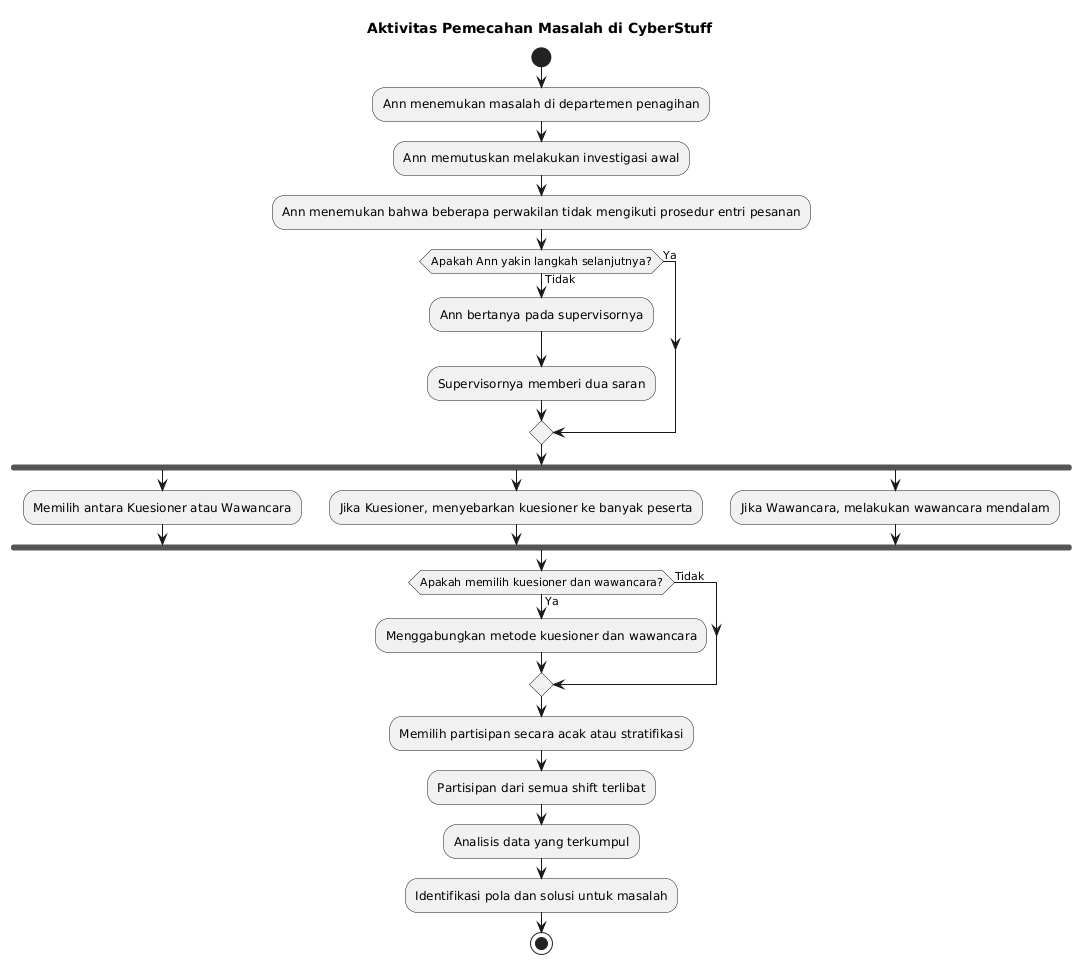 Aktivitas Pemecahan Masalah di CyberStuff
Ann menemukan masalah di departemen penagihan
Ann memutuskan melakukan investigasi awal
Ann menemukan bahwa beberapa perwakilan tidak mengikuti prosedur entri pesanan
Apakah Ann yakin langkah selanjutnya?
Ya
Tidak
Ann bertanya pada supervisornya
Supervisornya memberi dua saran
Memilih antara Kuesioner atau Wawancara
Jika Kuesioner, menyebarkan kuesioner ke banyak peserta
Jika Wawancara, melakukan wawancara mendalam
Apakah memilih kuesioner dan wawancara?
Tidak
Ya
Menggabungkan metode kuesioner dan wawancara
Memilih partisipan secara acak atau stratifikasi
Partisipan dari semua shift terlibat
Analisis data yang terkumpul
Identifikasi pola dan solusi untuk masalah